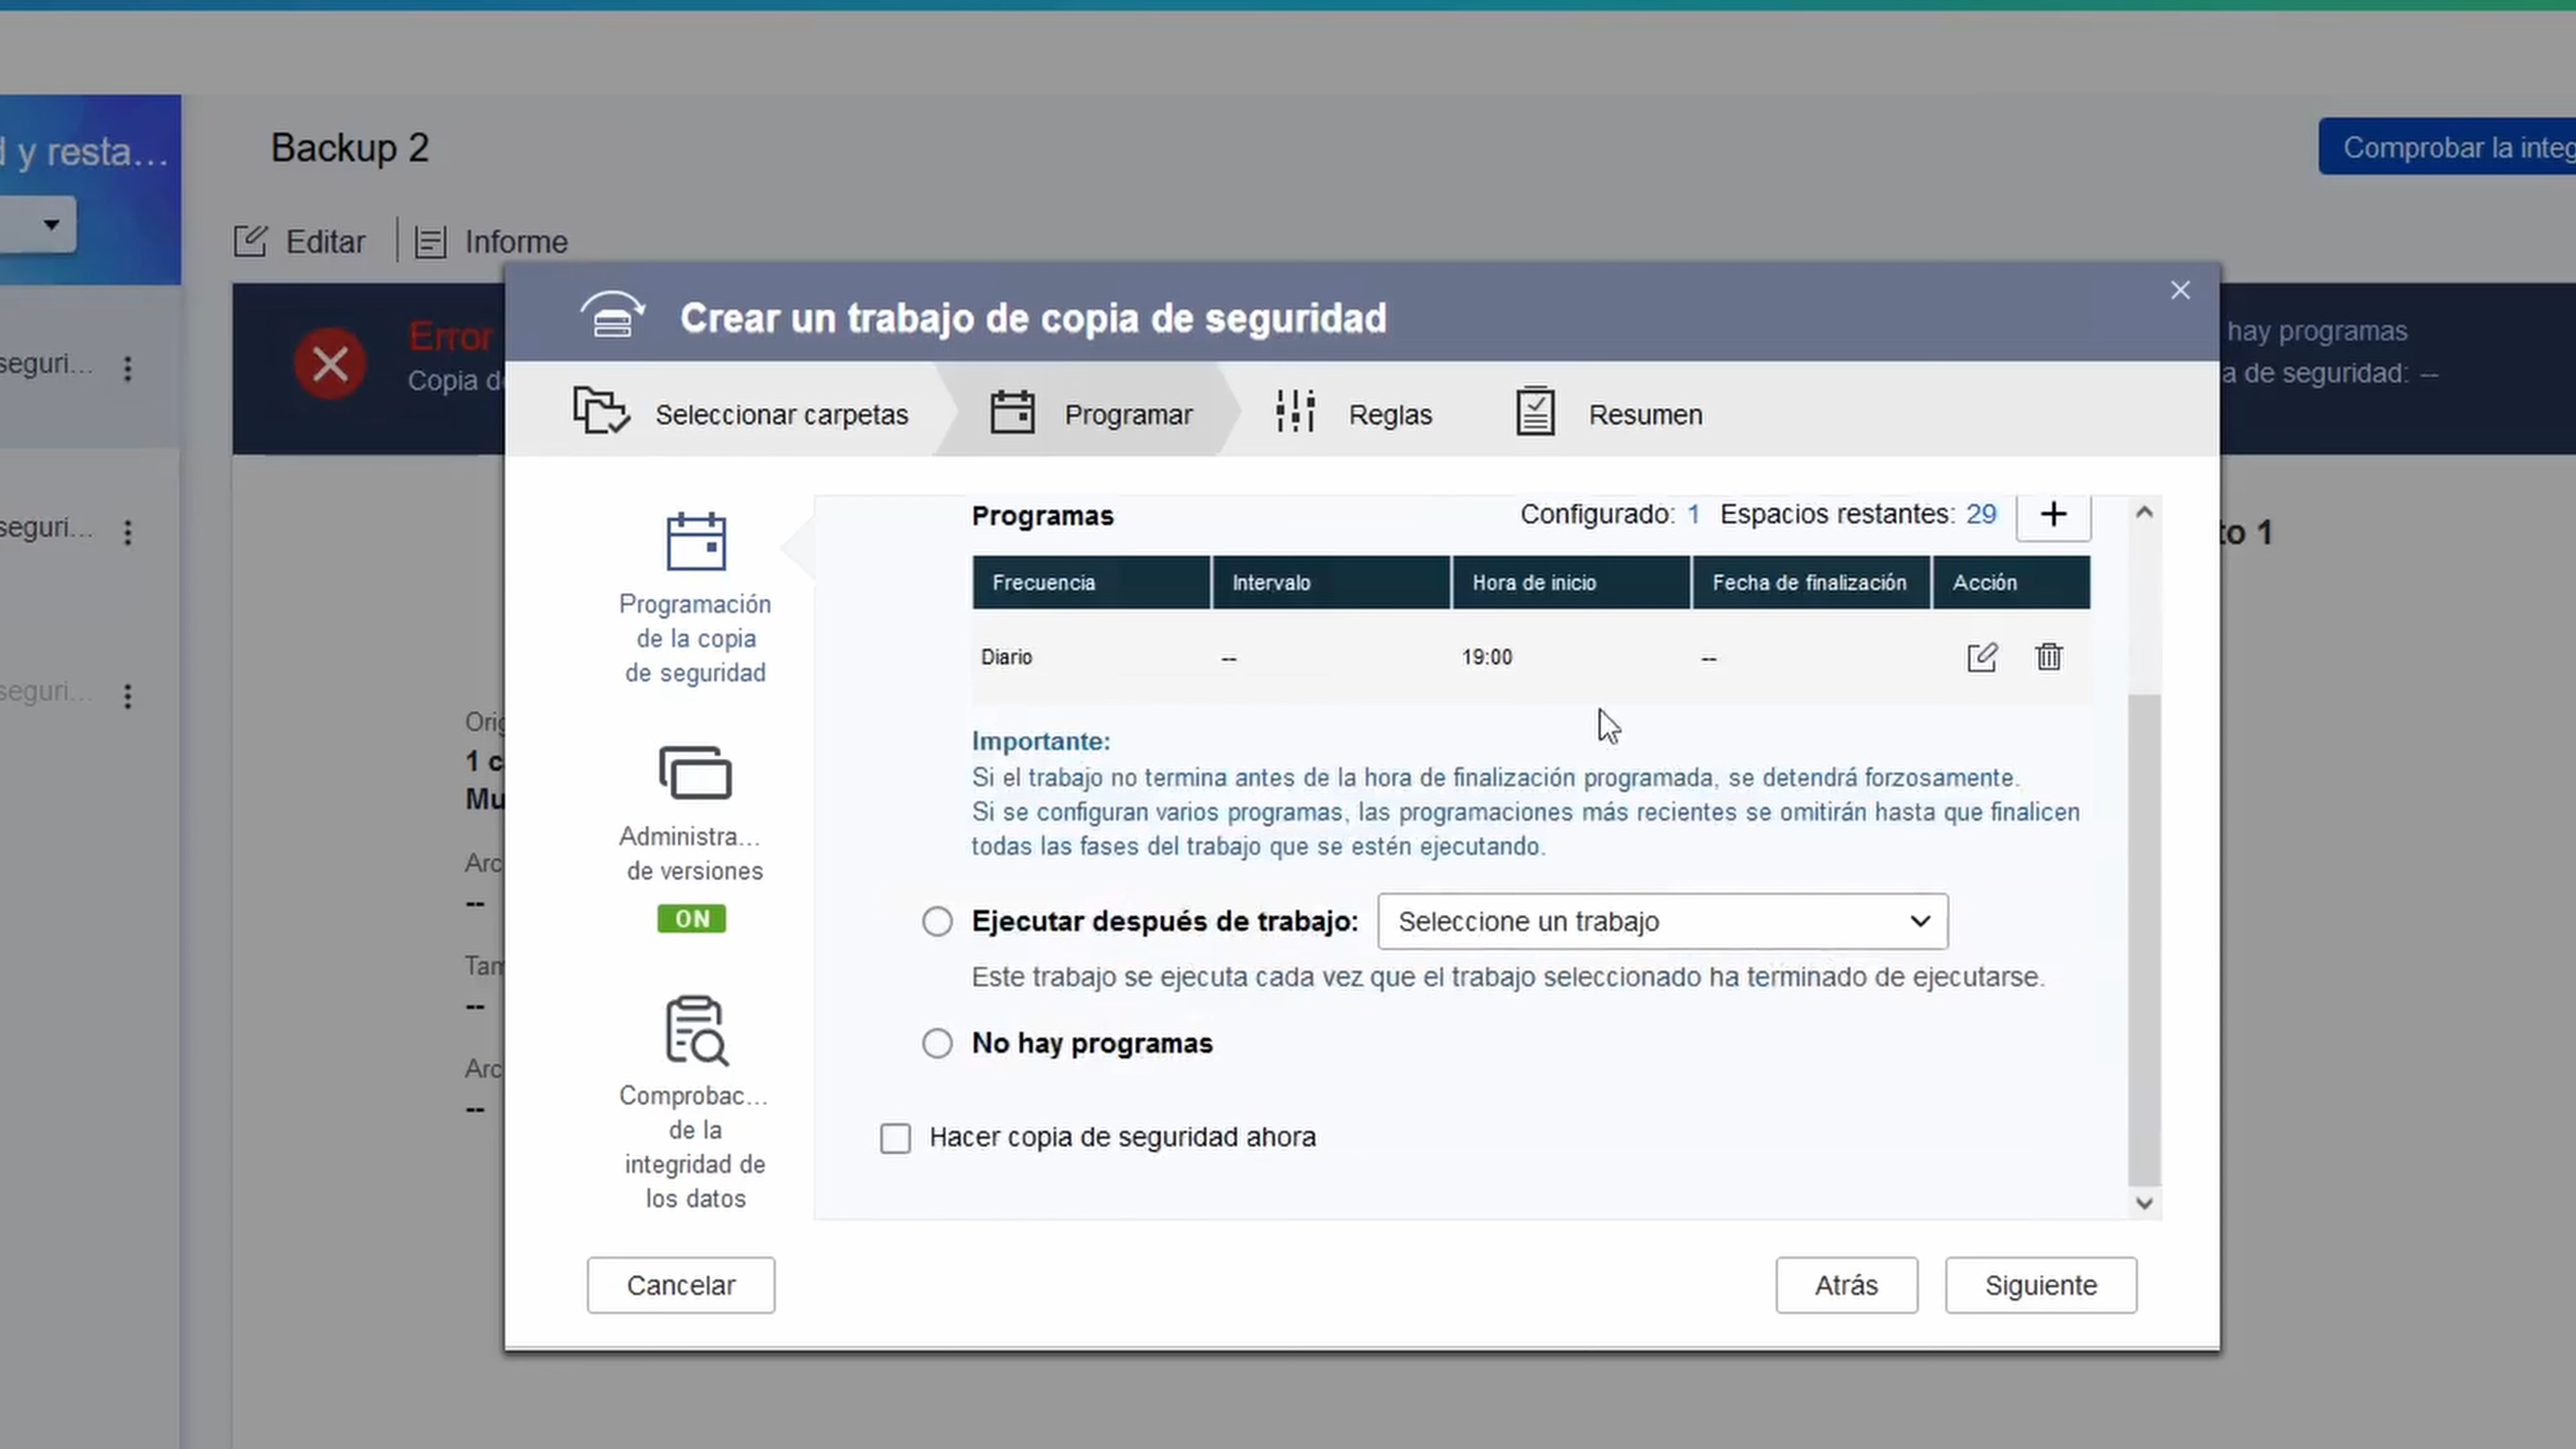 d y resta...
Backup 2
Comprobar la integ
Editar
Informe
Error
Copia de
hay programas
a de seguridad: --
seguri...
seguri...
seguri...
to 1
Orig
1 c
Mu
Arc
--
Tam
--
Arc
--
Crear un trabajo de copia de seguridad
Seleccionar carpetas
Programar
Reglas
Resumen
Programación
de la copia
de seguridad
Administra...
de versiones
ON
Comprobac...
de la
integridad de
los datos
Programas
Configurado: 1 Espacios restantes: 29
+
Frecuencia Intervalo Hora de inicio Fecha de finalización Acción
Diario -- 19:00 --
Importante:
Si el trabajo no termina antes de la hora de finalización programada, se detendrá forzosamente.
Si se configuran varios programas, las programaciones más recientes se omitirán hasta que finalicen
todas las fases del trabajo que se estén ejecutando.
Ejecutar después de trabajo: Seleccione un trabajo
Este trabajo se ejecuta cada vez que el trabajo seleccionado ha terminado de ejecutarse.
No hay programas
Hacer copia de seguridad ahora
Cancelar
Atrás
Siguiente